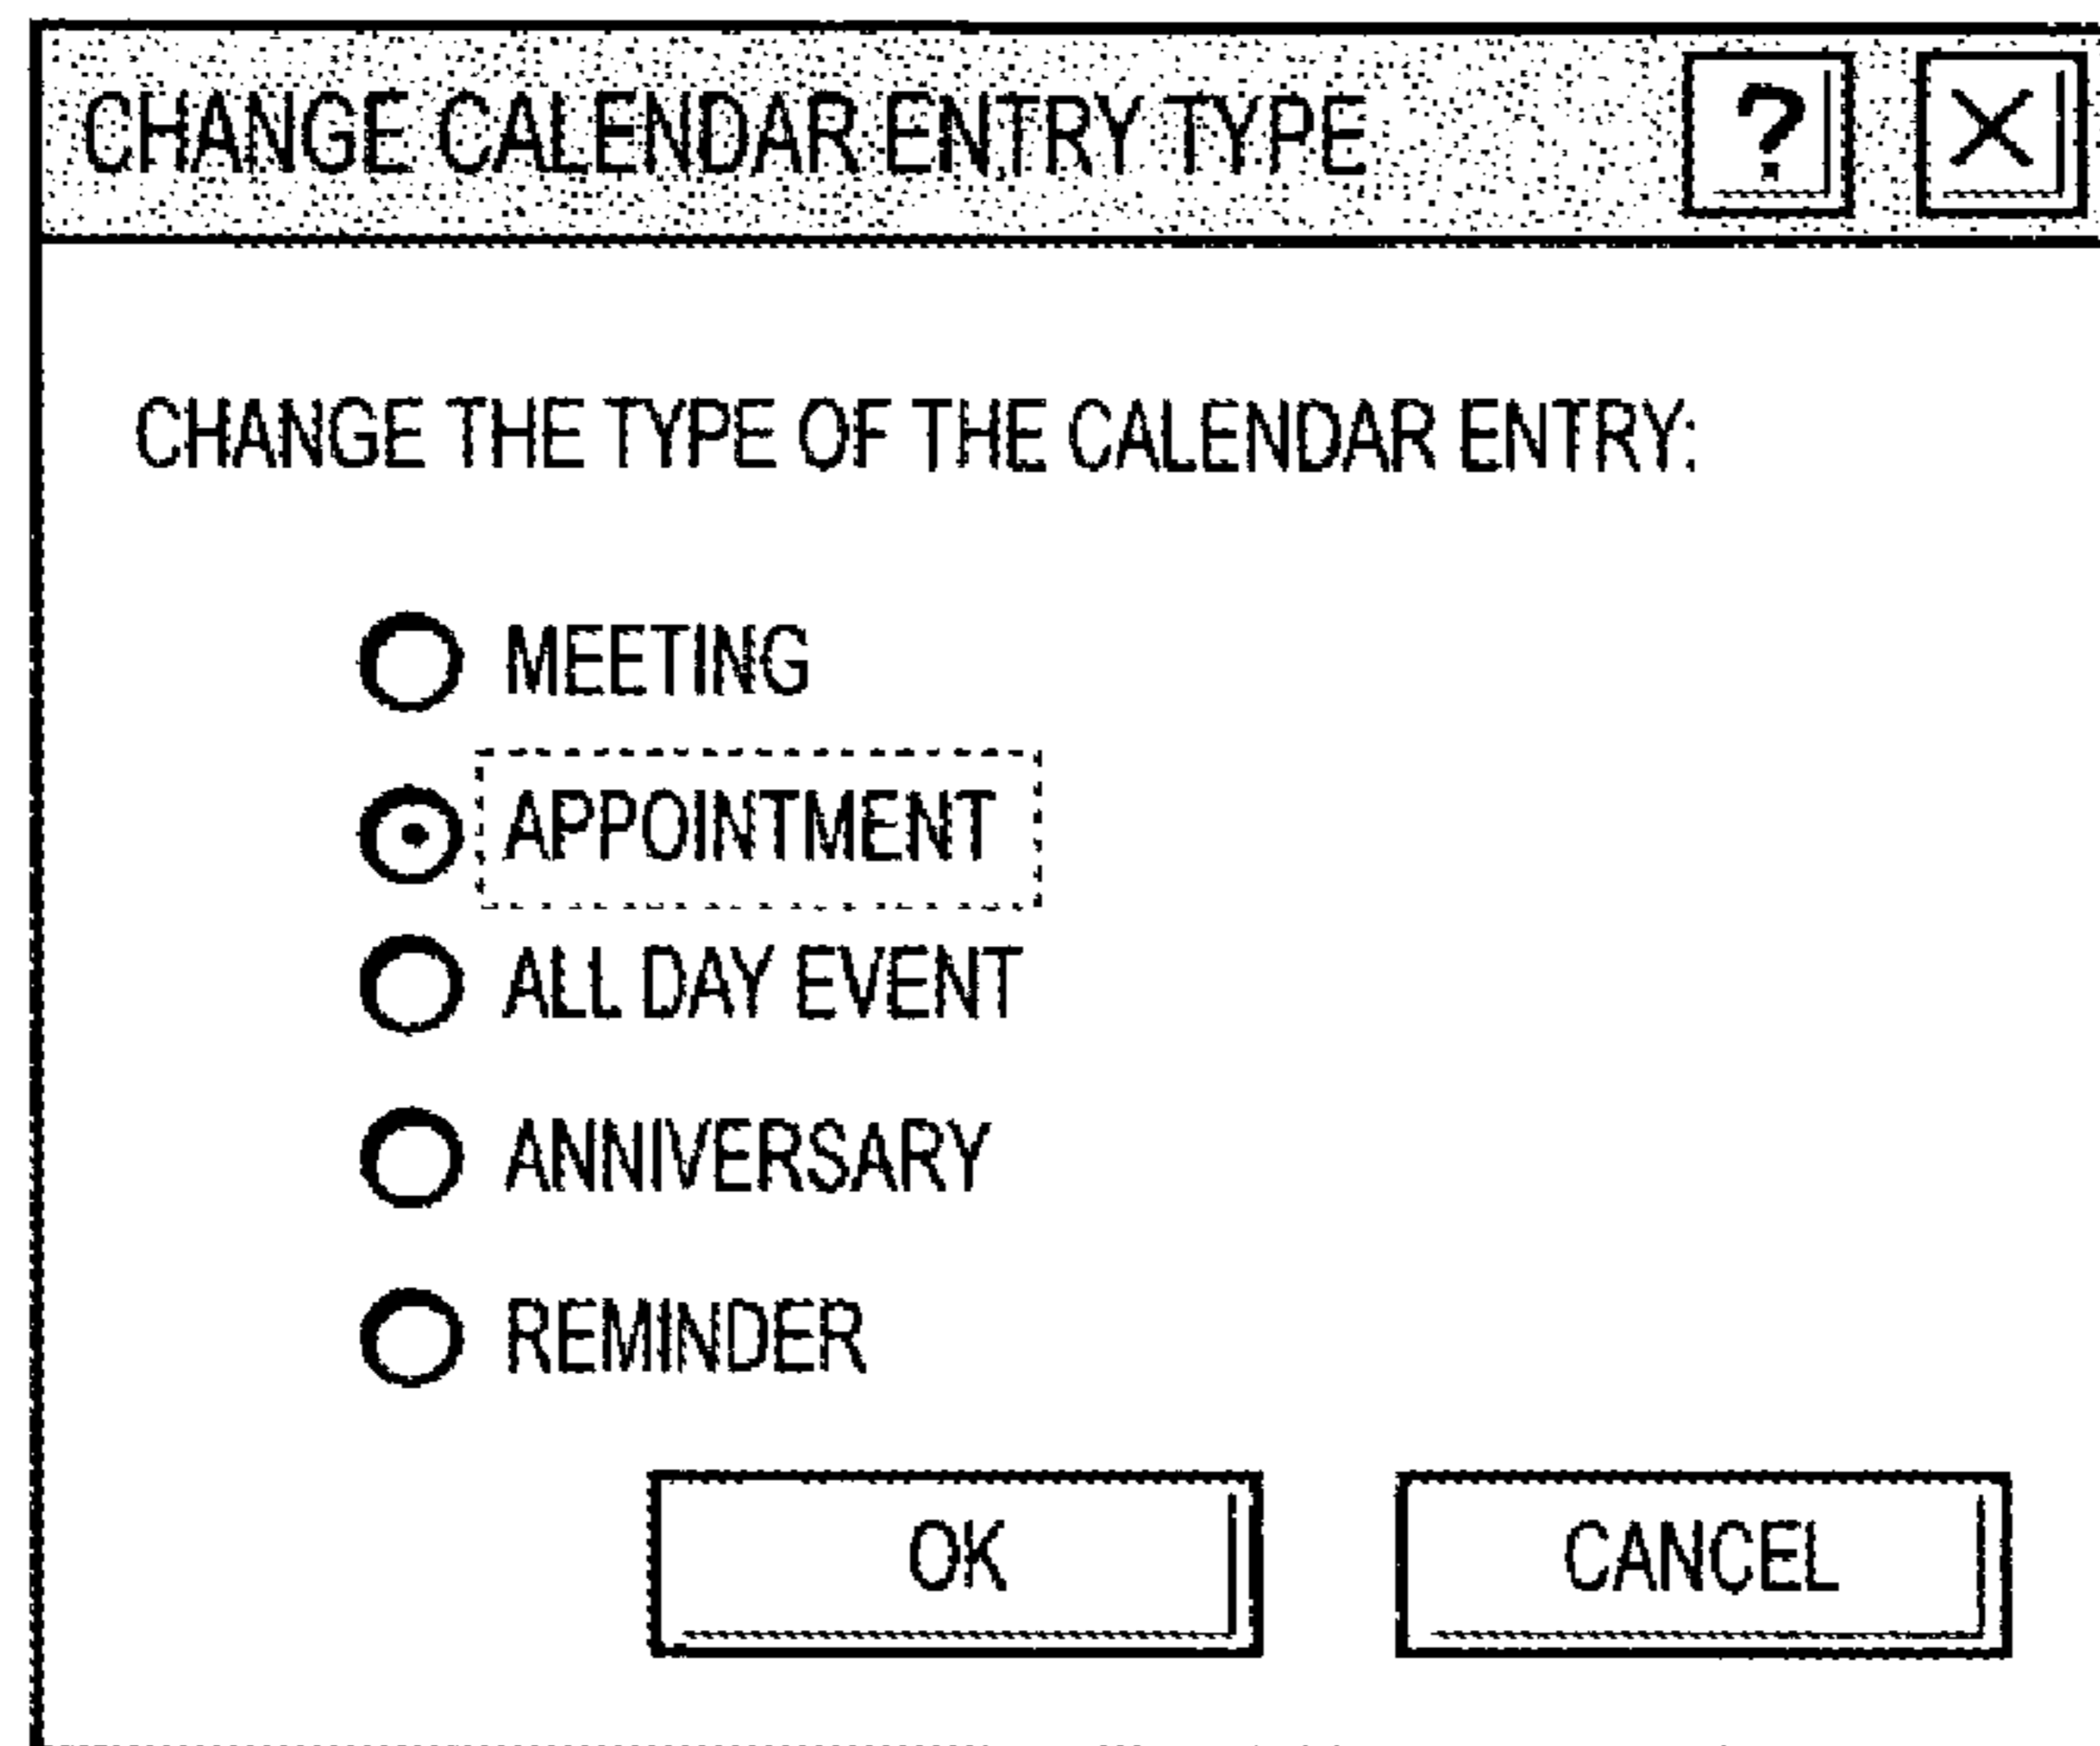 CHANGE CALENDAR ENTRY TYPE ? X
CHANGE THE TYPE OF THE CALENDAR ENTRY:
MEETING
APPOINTMENT
ALL DAY EVENT
ANNIVERSARY
REMINDER
OK CANCEL